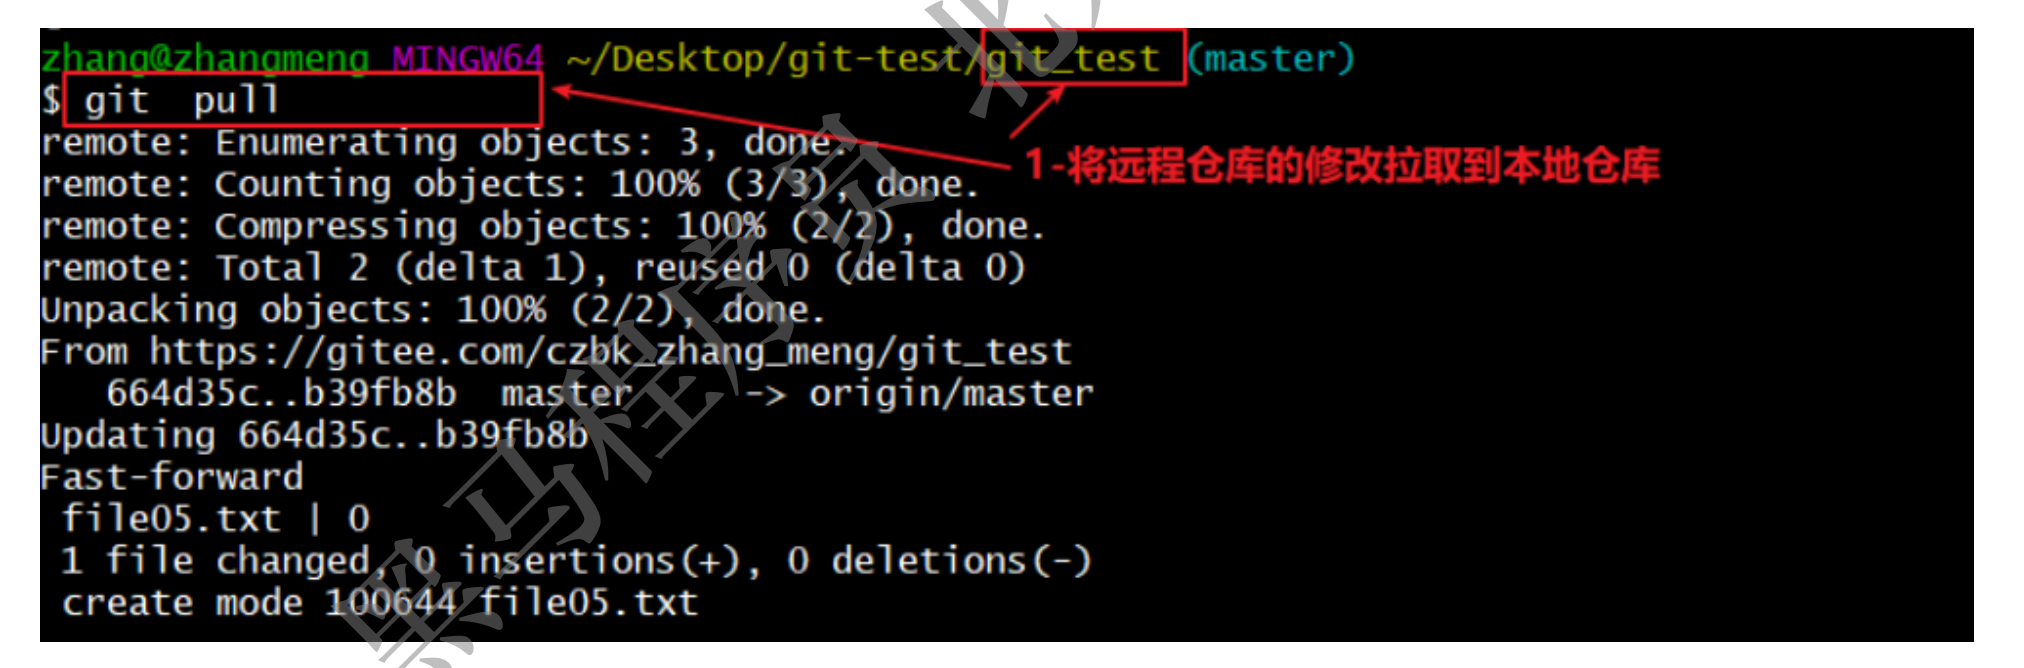 zhang@zhangmeng MINGW64 ~/Desktop/git-test/git_test (master)
$ git  pull
remote: Enumerating objects: 3, done.
1-将远程仓库的修改拉取到本地仓库
remote: Counting objects: 100% (3/3), done.
remote: Compressing objects: 100% (2/2), done.
remote: Total 2 (delta 1), reused 0 (delta 0)
Unpacking objects: 100% (2/2), done.
From https://gitee.com/czbk_zhang_meng/git_test
   664d35c..b39fb8b  master     -> origin/master
Updating 664d35c..b39fb8b
Fast-forward
 file05.txt | 0
 1 file changed, 0 insertions(+), 0 deletions(-)
 create mode 100644 file05.txt
黑马程序员 北